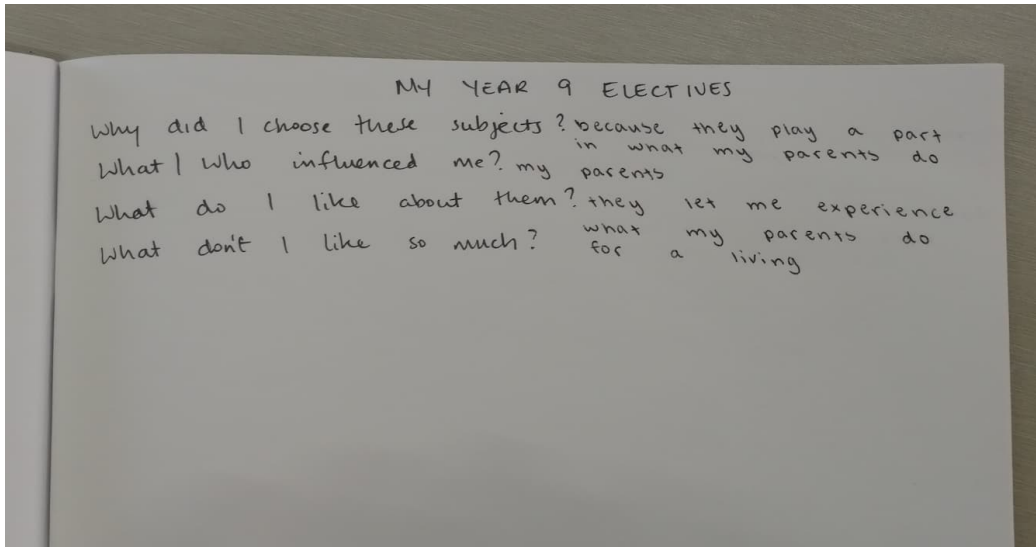 MY YEAR 9 ELECTIVES
Why did I choose these subjects? because they play a part
in what my parents do
What / Who influenced me? my parents
What do I like about them? they let me experience
what my parents do
What don't I like so much?
for a living